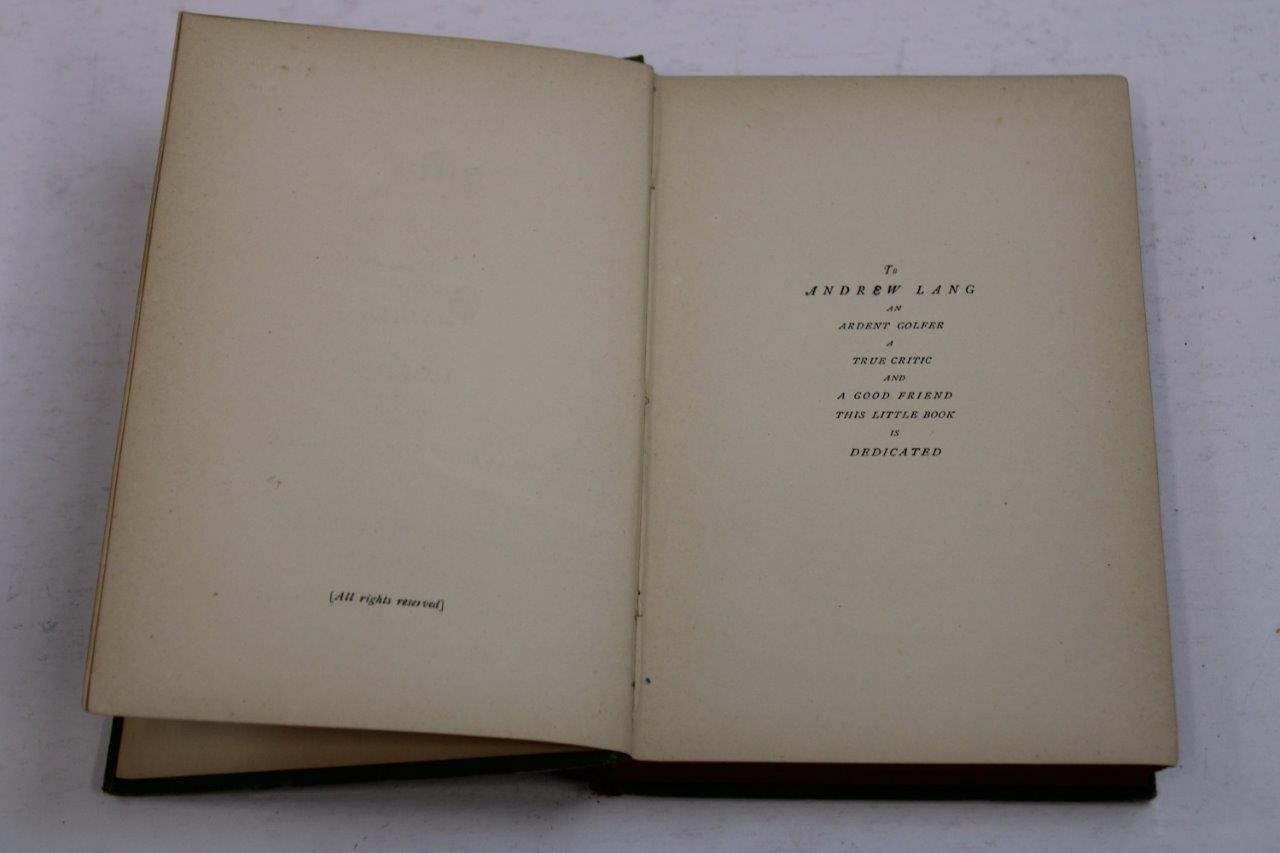 [All rights reserved]
To
ANDREW LANG
AN
ARDENT GOLFER
A
TRUE CRITIC
AND
A GOOD FRIEND
THIS LITTLE BOOK
IS
DEDICATED